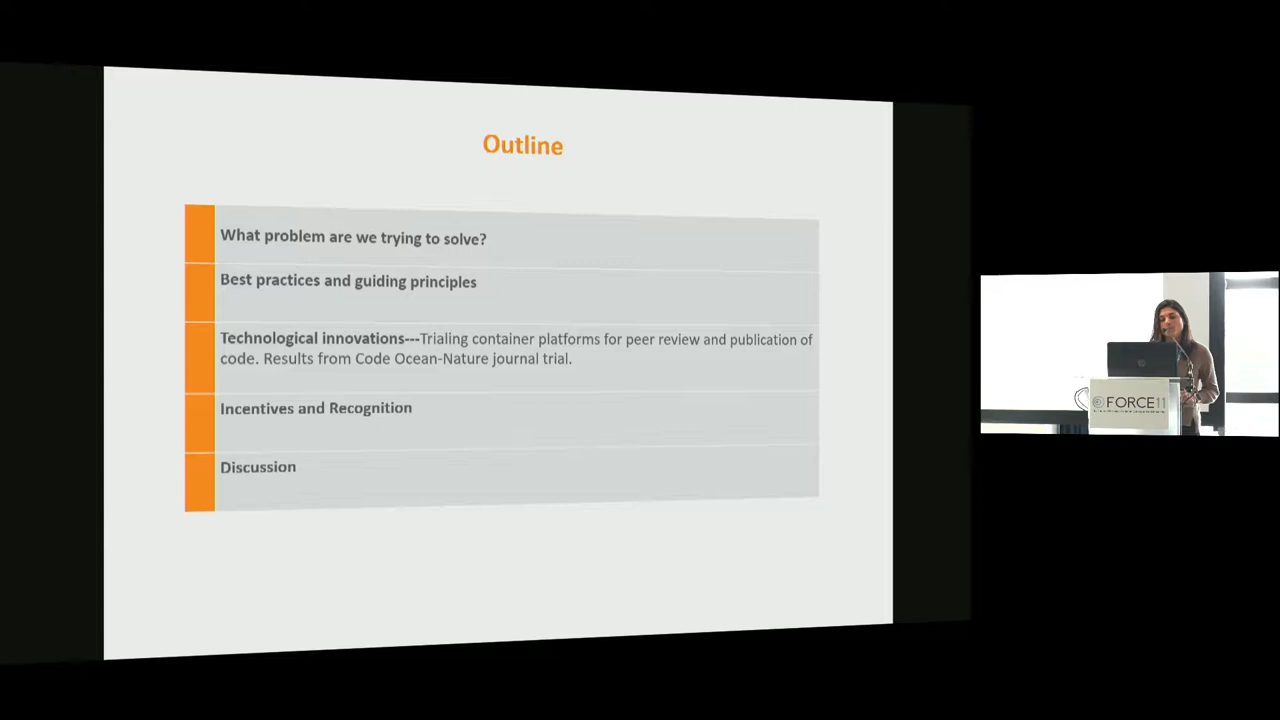 Outline
What problem are we trying to solve?
Best practices and guiding principles
Technological innovations---Trialing container platforms for peer review and publication of
code. Results from Code Ocean-Nature journal trial.
Incentives and Recognition
Discussion
FORCE11